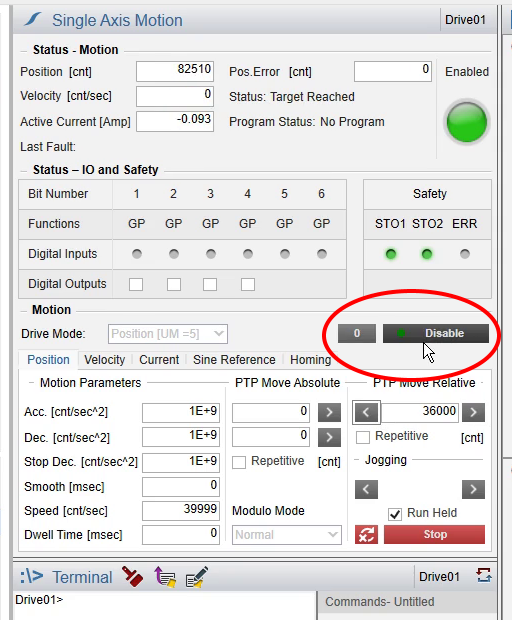 Single Axis Motion Drive01
Status - Motion
Position [cnt] 82510 Pos.Error [cnt] 0 Enabled
Velocity [cnt/sec] 0 Status: Target Reached
Active Current [Amp] -0.093 Program Status: No Program
Last Fault:
Status – IO and Safety
Bit Number 1 2 3 4 5 6 Safety
Functions GP GP GP GP GP GP STO1 STO2 ERR
Digital Inputs
Digital Outputs
Motion
Drive Mode: Position [UM =5] 0 Disable
Position Velocity Current Sine Reference Homing
Motion Parameters PTP Move Absolute PTP Move Relative
Acc. [cnt/sec^2] 1E+9 0 > < 36000 >
Dec. [cnt/sec^2] 1E+9 0 > Repetitive [cnt]
Stop Dec. [cnt/sec^2] 1E+9 Repetitive [cnt] Jogging
Smooth [msec] 0 < >
Speed [cnt/sec] 39999 Modulo Mode Run Held
Dwell Time [msec] 0 Normal Stop
:\> Terminal Drive01
Drive01> Commands- Untitled